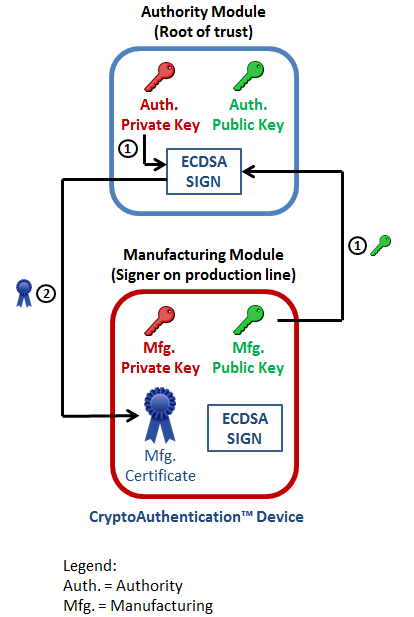 Authority Module
(Root of trust)
Auth.
Private Key
Auth.
Public Key
1
ECDSA
SIGN
1
2
Manufacturing Module
(Signer on production line)
Mfg.
Private Key
Mfg.
Public Key
Mfg.
Certificate
ECDSA
SIGN
CryptoAuthentication™ Device
Legend:
Auth. = Authority
Mfg. = Manufacturing